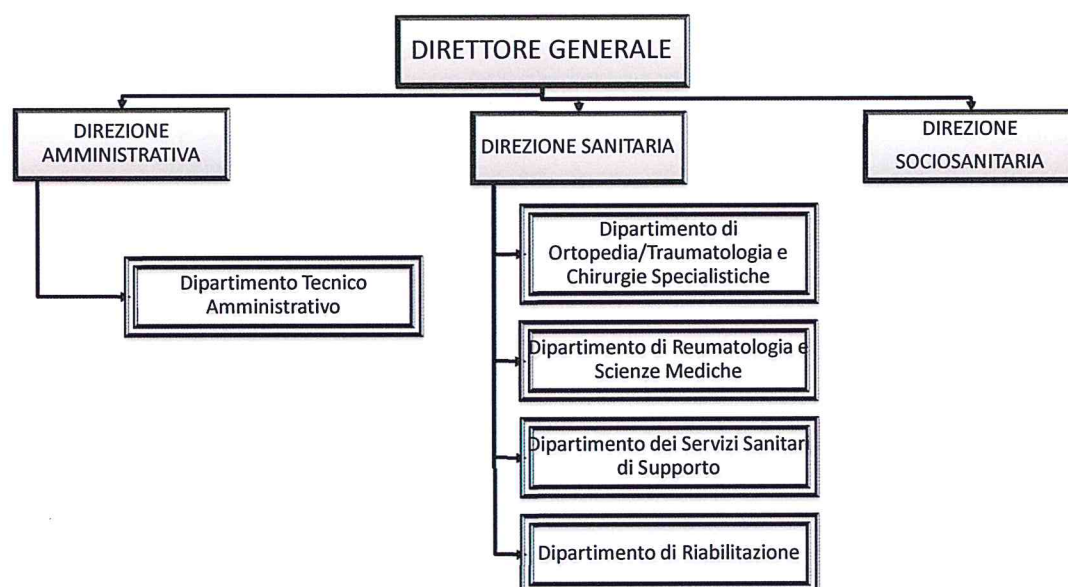 DIRETTORE GENERALE
DIREZIONE
AMMINISTRATIVA
DIREZIONE SANITARIA
DIREZIONE
SOCIOSANITARIA
Dipartimento Tecnico
Amministrativo
Dipartimento di
Ortopedia/Traumatologia e
Chirurgie Specialistiche
Dipartimento di Reumatologia e
Scienze Mediche
Dipartimento dei Servizi Sanitari
di Supporto
Dipartimento di Riabilitazione